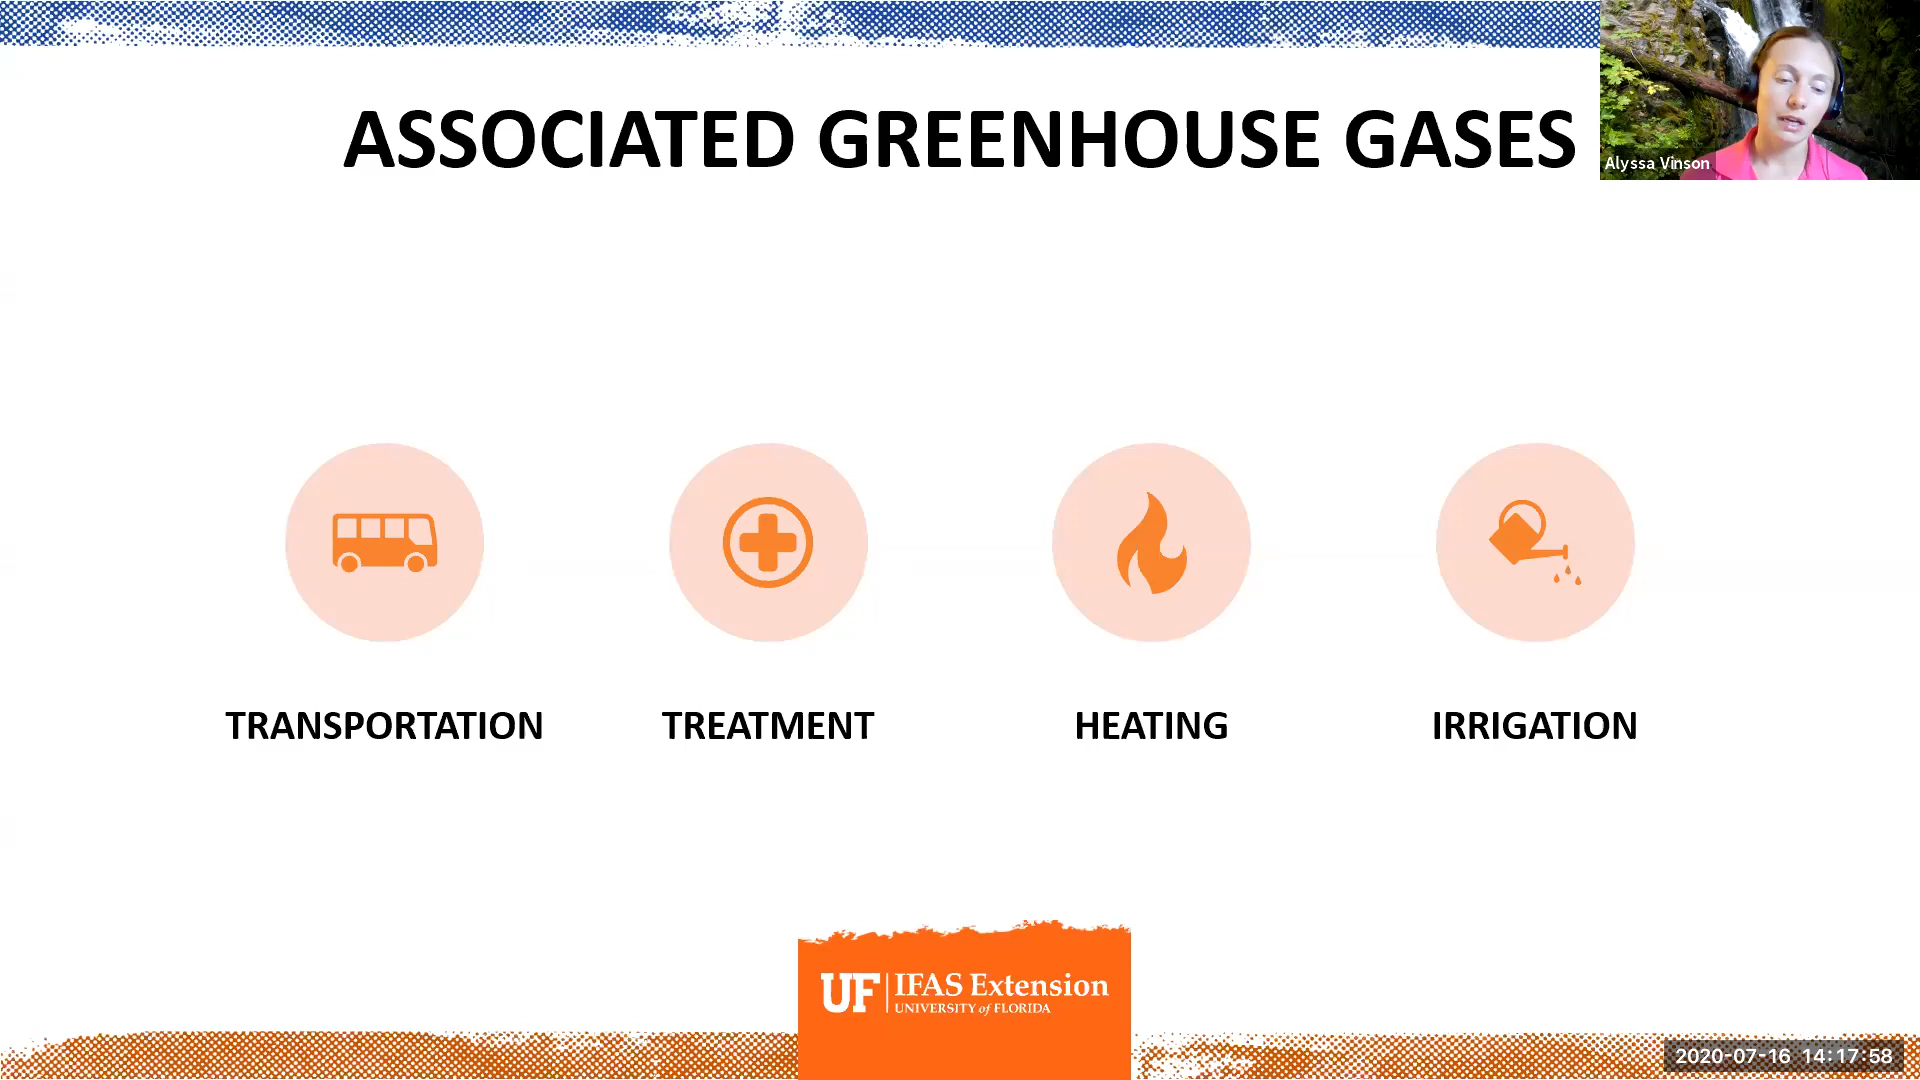 ASSOCIATED GREENHOUSE GASES
Alyssa Vinson
TRANSPORTATION
TREATMENT
HEATING
IRRIGATION
UF IFAS Extension
UNIVERSITY of FLORIDA
2020-07-16 14:17:58